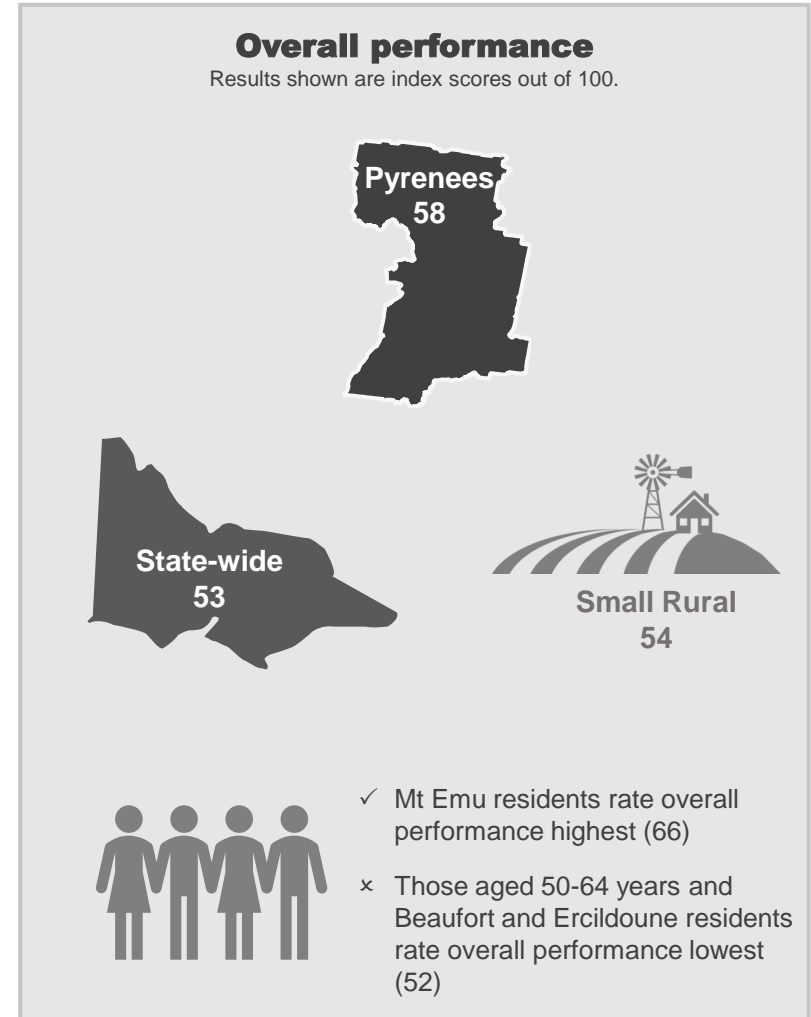 Overall performance
Results shown are index scores out of 100.
Pyrenees
58
State-wide
53
Small Rural
54
✓ Mt Emu residents rate overall
performance highest (66)
× Those aged 50-64 years and
Beaufort and Ercildoune residents
rate overall performance lowest
(52)